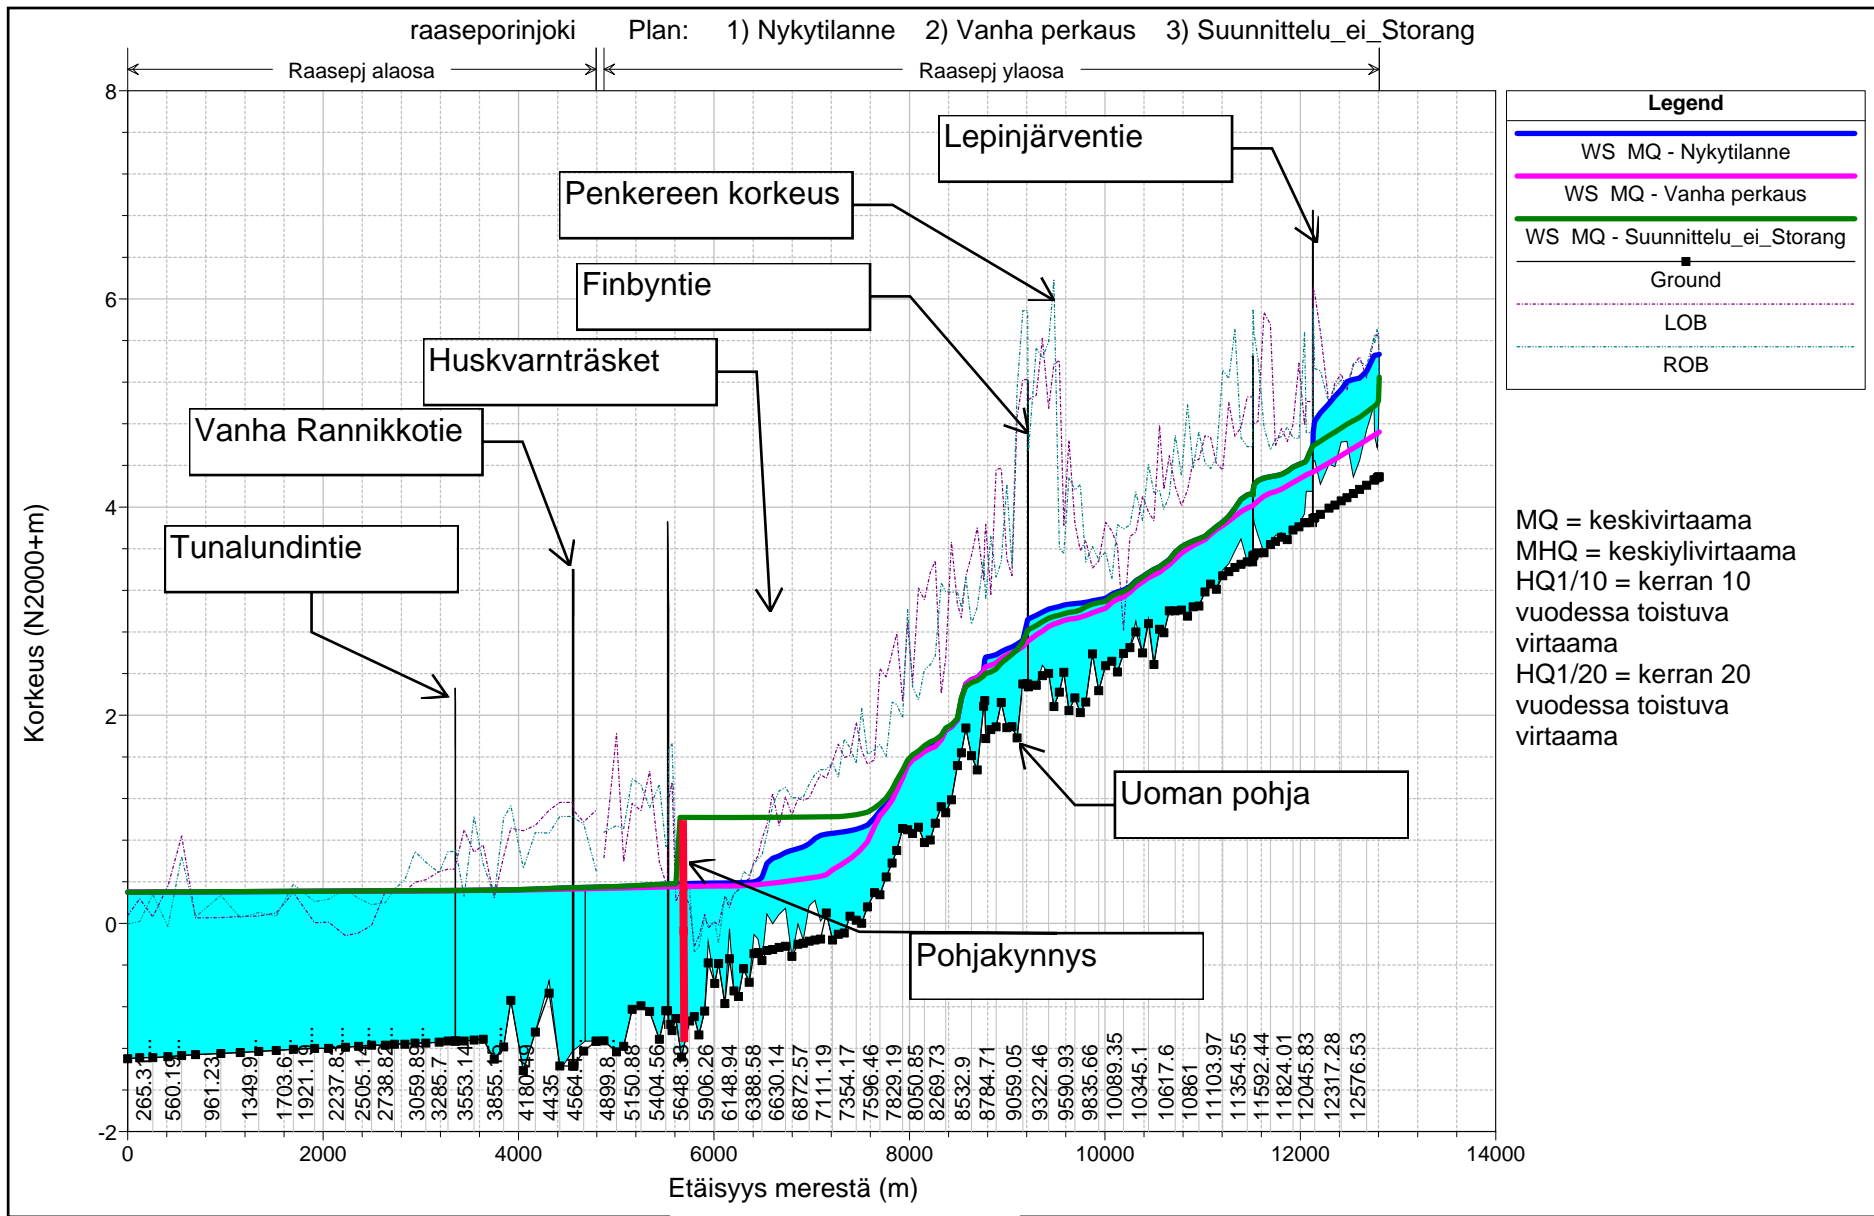 raaseporinjoki Plan: 1) Nykytilanne 2) Vanha perkaus 3) Suunnittelu_ei_Storang
Raasepj alaosa
Raasepj ylaosa
Legend
WS MQ - Nykytilanne
WS MQ - Vanha perkaus
WS MQ - Suunnittelu_ei_Storang
Ground
LOB
ROB
MQ = keskivirtaama
MHQ = keskiylivirtaama
HQ1/10 = kerran 10
vuodessa toistuva
virtaama
HQ1/20 = kerran 20
vuodessa toistuva
virtaama
Lepinjärventie
Penkereen korkeus
Finbyntie
Huskvarnträsket
Vanha Rannikkotie
Tunalundintie
Uoman pohja
Pohjakynnys
Korkeus (N2000+m)
8
6
4
2
0
-2
265.31
560.19
961.23
1349.9
1703.6
1921.19
2237.83
2505.14
2738.82
3059.89
3285.7
3553.14
3855.
4180.49
4435
4564.
4899.8
5150.88
5404.56
5648.
5906.26
6148.94
6388.58
6630.14
6872.57
7111.19
7354.17
7596.46
7829.19
8050.85
8269.73
8532.9
8784.71
9059.05
9322.46
9590.93
9835.66
10089.35
10345.1
10617.6
10861
11103.97
11354.55
11592.44
11824.01
12045.83
12317.28
12576.53
0
2000
4000
6000
8000
10000
12000
14000
Etäisyys merestä (m)